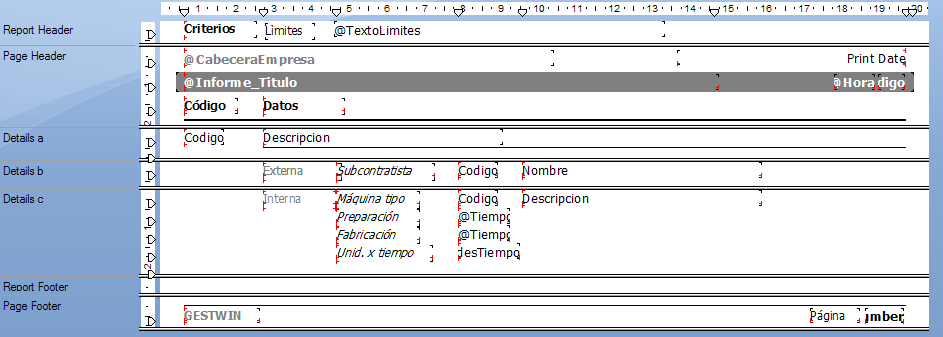 1 2 3 4 5 6 7 8 9 10 11 12 13 14 15 16 17 18 19 20
Report Header Criterios Limites @TextoLimites
Page Header @CabeceraEmpresa Print Date
@Informe_Titulo @Hora digo
Código Datos
Details a Codigo Descripcion
Details b Externa Subcontratista Codigo Nombre
Details c Interna Máquina tipo Codigo Descripcion
Preparación @Tiempo
Fabricación @Tiempo
Unid. x tiempo desTiempo
Report Footer
Page Footer GESTWIN Página umber